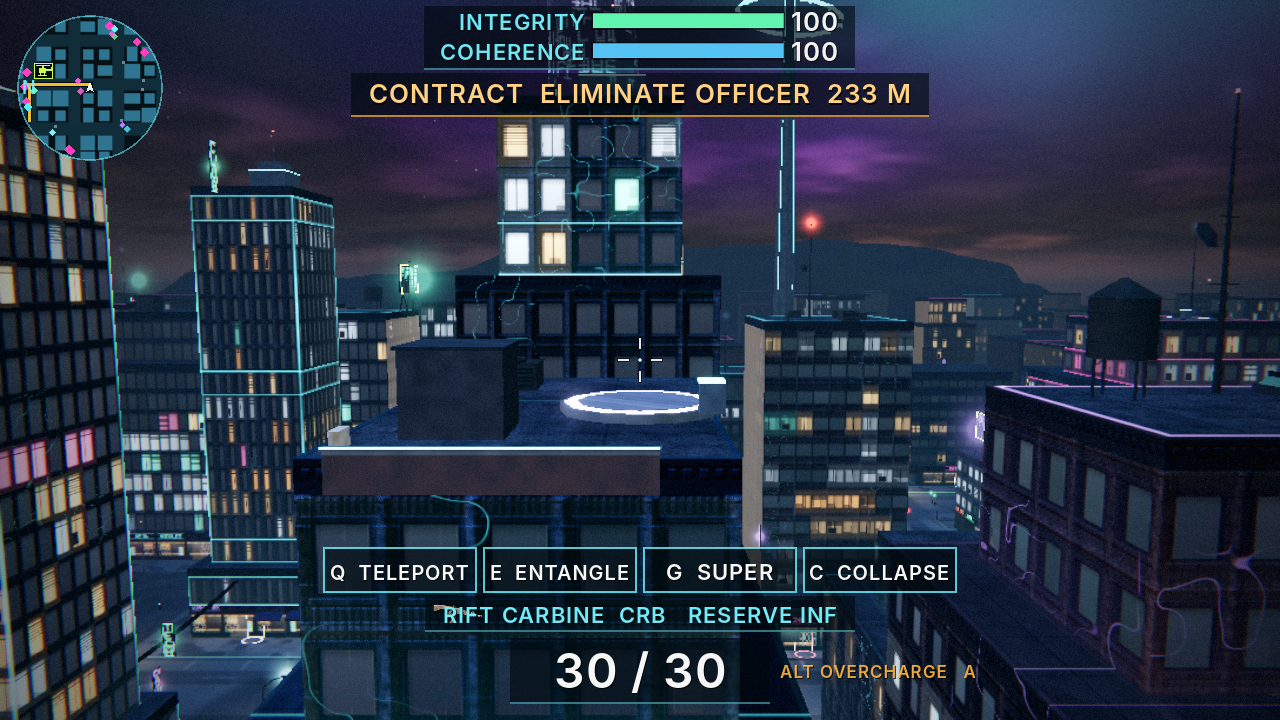 INTEGRITY 100
COHERENCE 100
CONTRACT ELIMINATE OFFICER 233 M
Q TELEPORT
E ENTANGLE
G SUPER
C COLLAPSE
RIFT CARBINE CRB RESERVE INF
30 / 30
ALT OVERCHARGE A